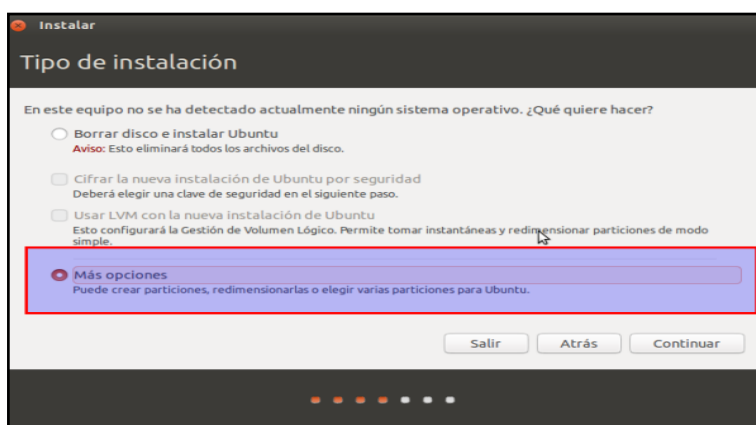 Instalar
Tipo de instalación
En este equipo no se ha detectado actualmente ningún sistema operativo. ¿Qué quiere hacer?
Borrar disco e instalar Ubuntu
Aviso: Esto eliminará todos los archivos del disco.
Cifrar la nueva instalación de Ubuntu por seguridad
Deberá elegir una clave de seguridad en el siguiente paso.
Usar LVM con la nueva instalación de Ubuntu
Esto configurará la Gestión de Volumen Lógico. Permite tomar instantáneas y redimensionar particiones de modo
simple.
Más opciones
Puede crear particiones, redimensionarlas o elegir varias particiones para Ubuntu.
Salir Atrás Continuar